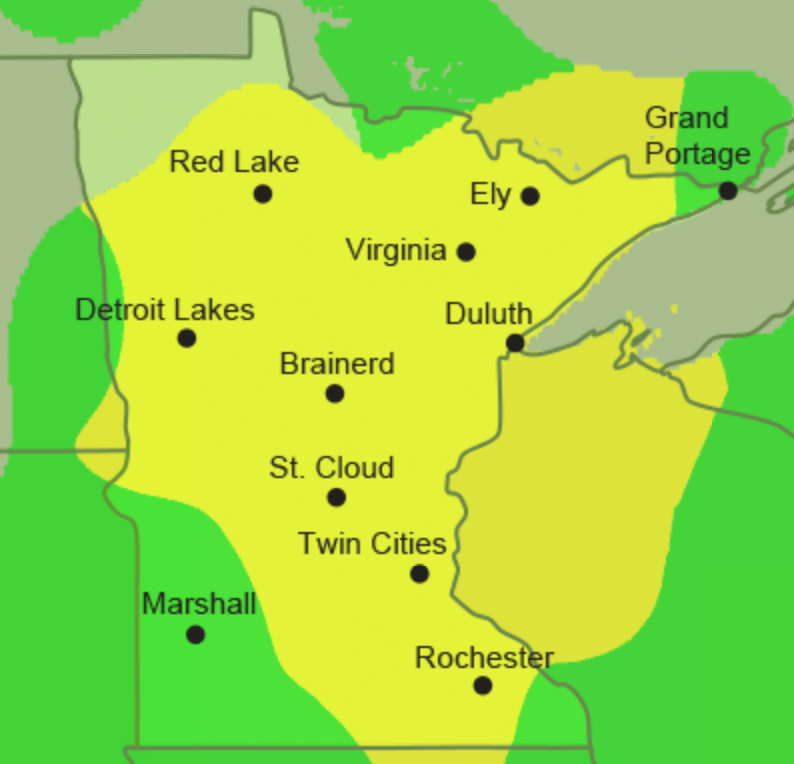 Grand
Portage
Red Lake
Ely
Virginia
Detroit Lakes
Duluth
Brainerd
St. Cloud
Twin Cities
Marshall
Rochester